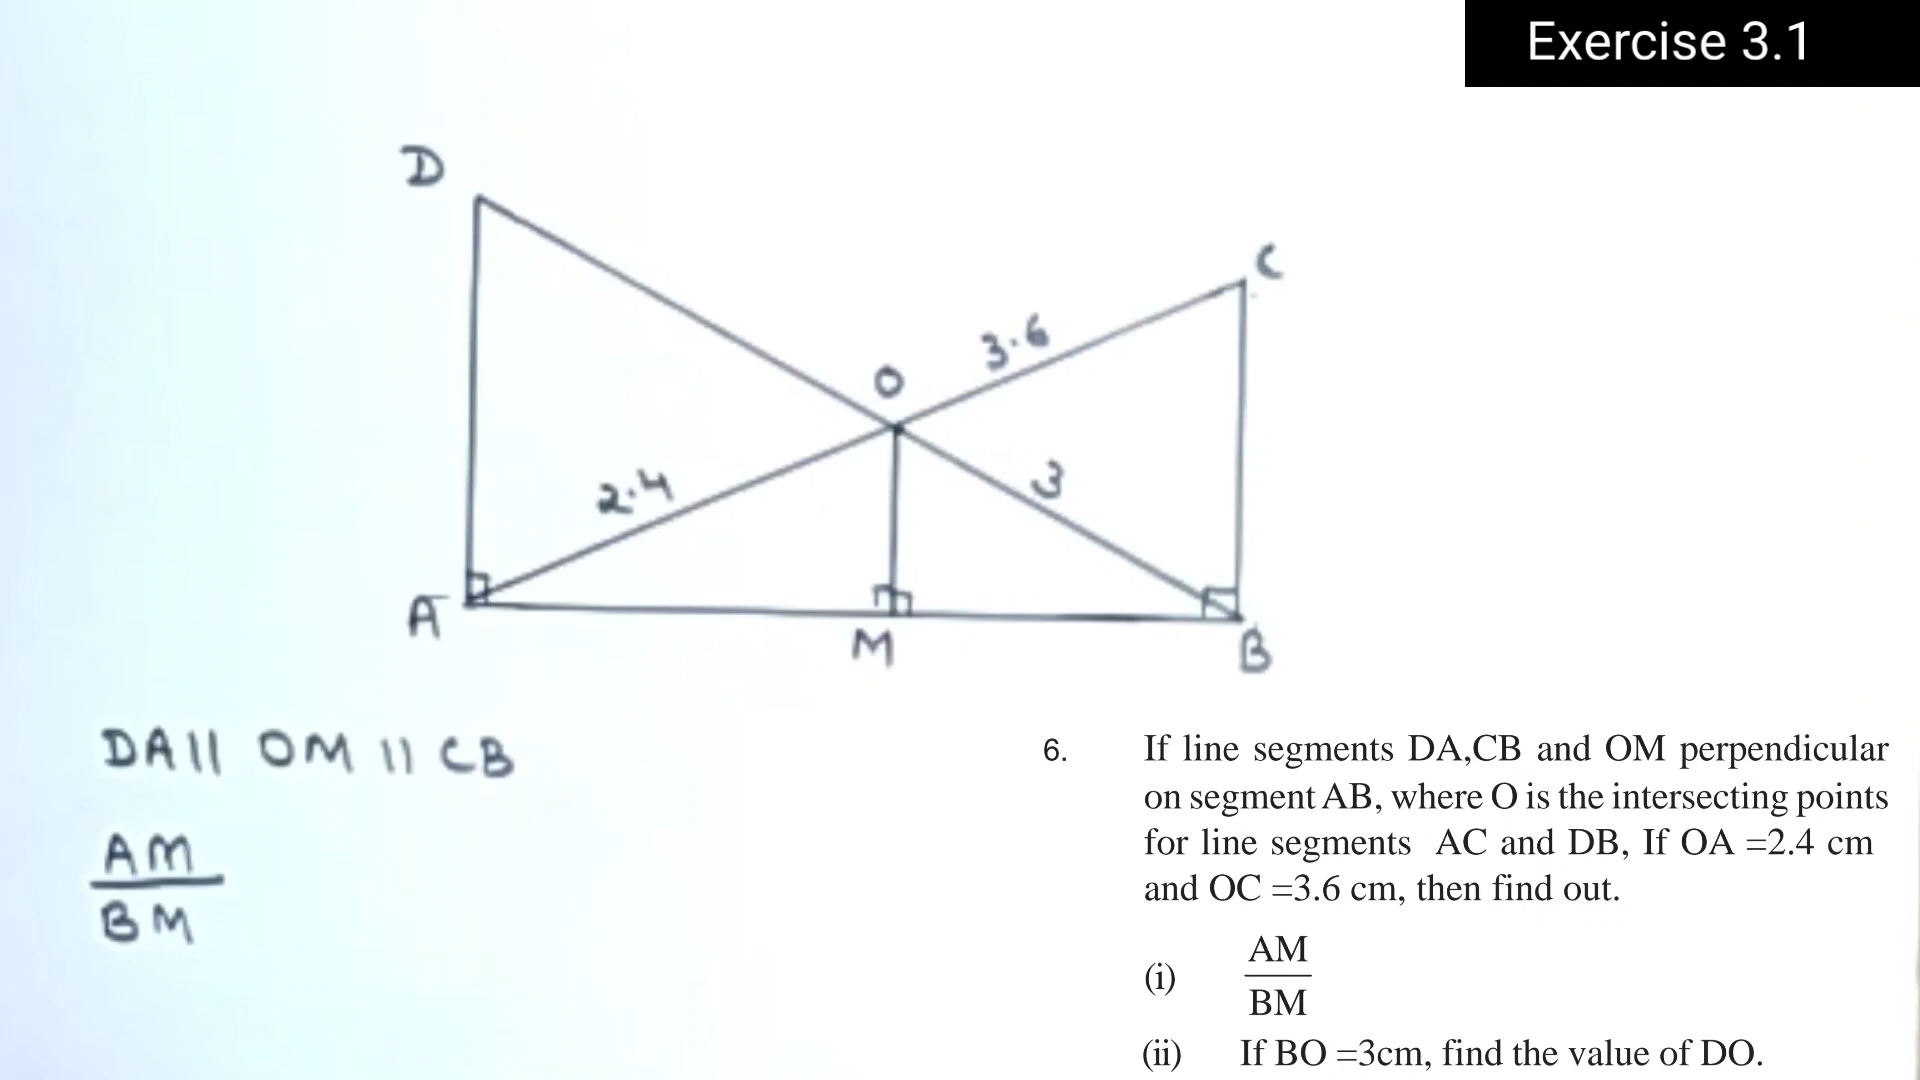 Exercise 3.1
D
C
3.6
O
2.4
3
A
M
B
DA || OM || CB
AM
BM
6. If line segments DA,CB and OM perpendicular
on segment AB, where O is the intersecting points
for line segments AC and DB, If OA =2.4 cm
and OC =3.6 cm, then find out.
(i) AM
BM
(ii) If BO =3cm, find the value of DO.